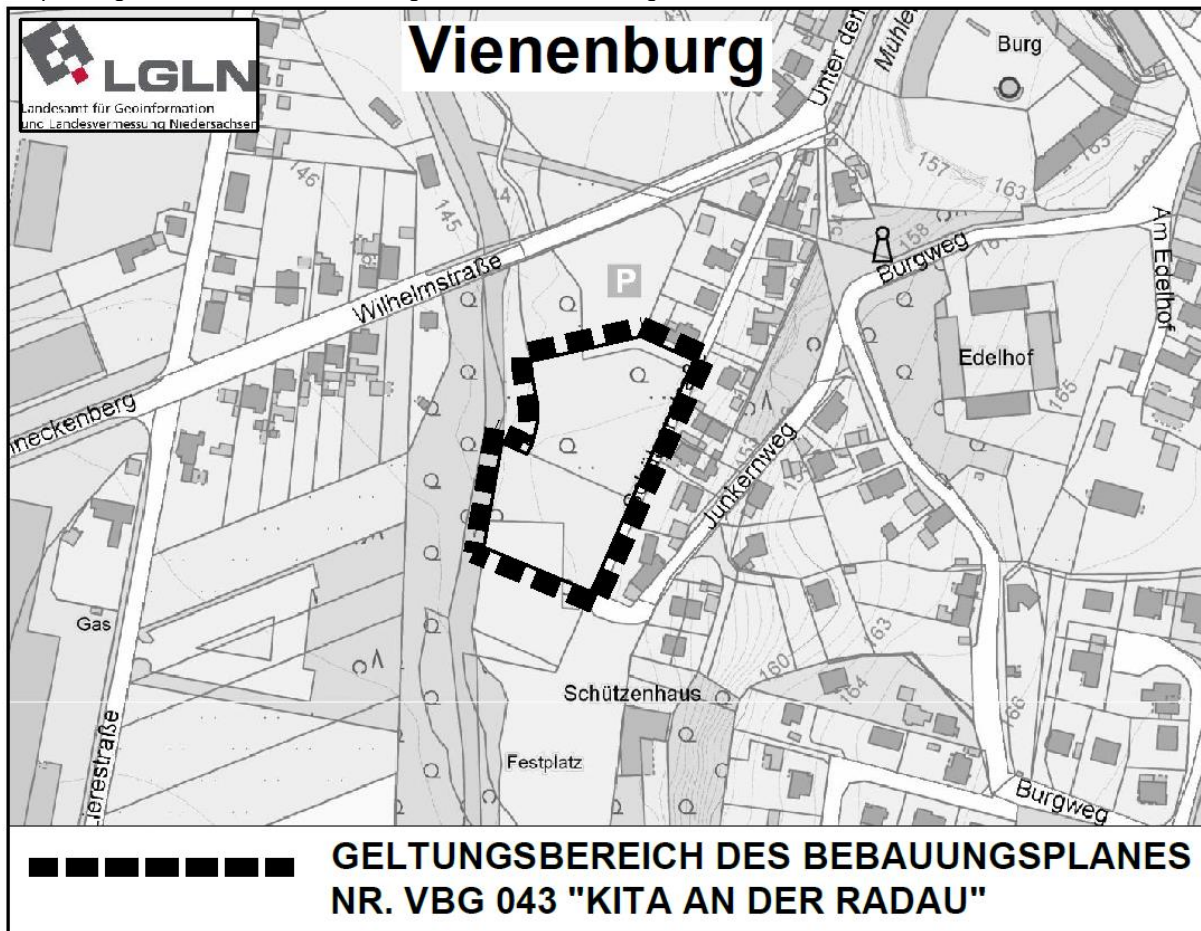 Vienenburg
LGLN
Landesamt für Geoinformation
und Landesvermessung Niedersachsen
Unter den
Mühlen
Burg
157
163
163
146
145
158
Am Edelhof
Burgweg
Wilhelmstraße
P
Edelhof
165
neckenberg
Junkernweg
Gas
163
160
164
166
Schützenhaus
Festplatz
Burgweg
GELTUNGSBEREICH DES BEBAUUNGSPLANES
NR. VBG 043 "KITA AN DER RADAU"